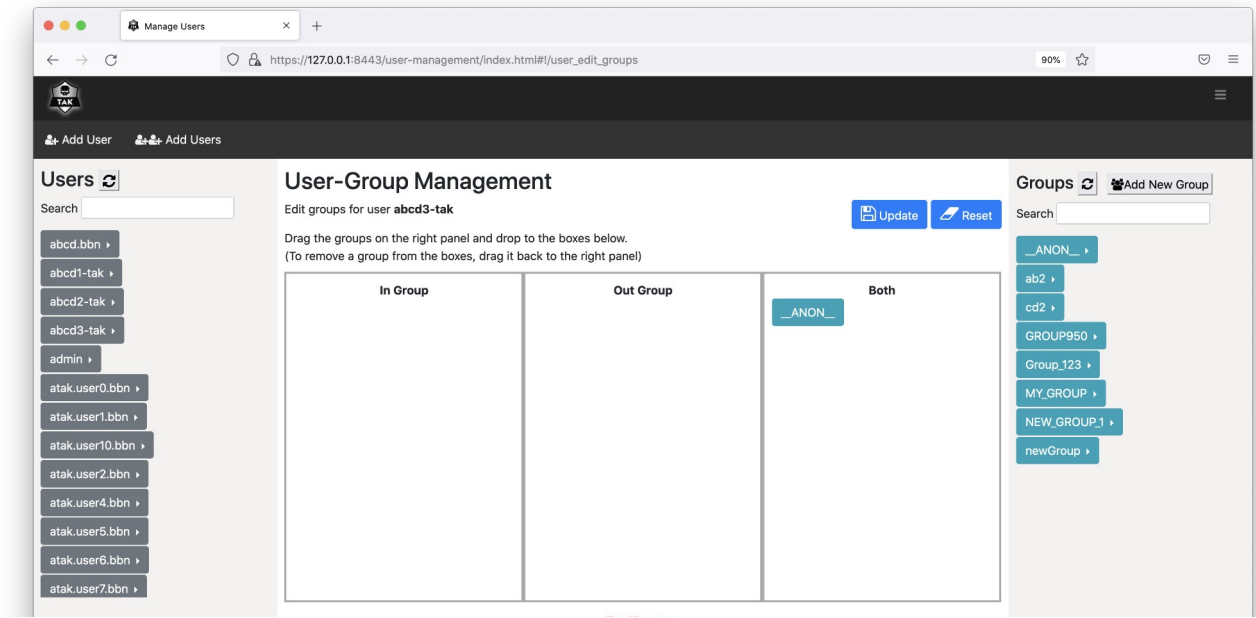 Manage Users
https://127.0.0.1:8443/user-management/index.html#!/user_edit_groups
90%
TAK
Add User
Add Users
Users
Search
abcd.bbn
abcd1-tak
abcd2-tak
abcd3-tak
admin
atak.user0.bbn
atak.user1.bbn
atak.user10.bbn
atak.user2.bbn
atak.user4.bbn
atak.user5.bbn
atak.user6.bbn
atak.user7.bbn
User-Group Management
Edit groups for user abcd3-tak
Update
Reset
Drag the groups on the right panel and drop to the boxes below.
(To remove a group from the boxes, drag it back to the right panel)
In Group
Out Group
Both
__ANON__
Groups
Add New Group
Search
__ANON__
ab2
cd2
GROUP950
Group_123
MY_GROUP
NEW_GROUP_1
newGroup